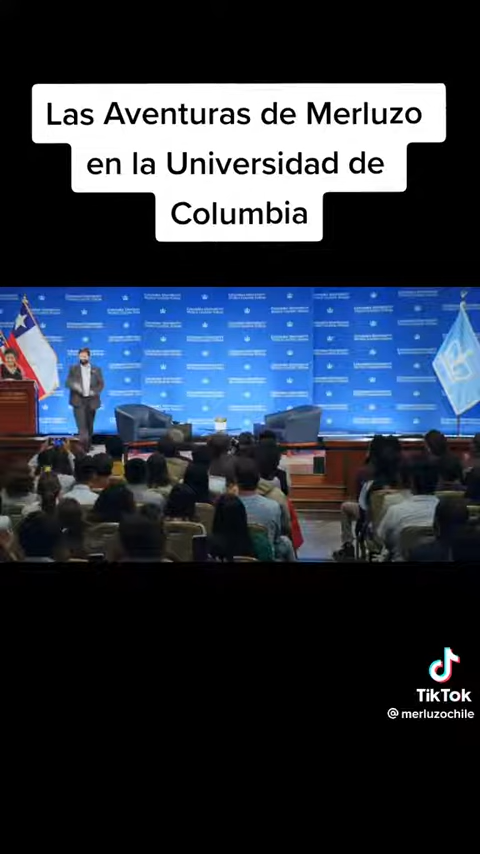 Las Aventuras de Merluzo
en la Universidad de
Columbia
TikTok
@merluzochile